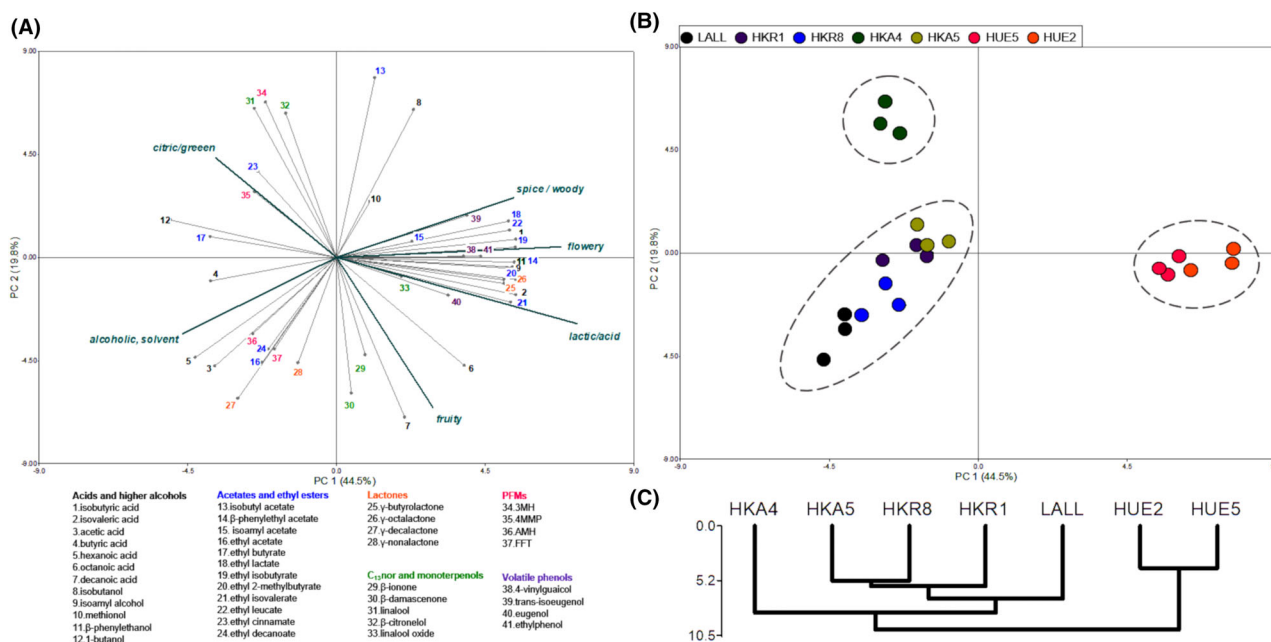 (A)
9.00
4.50
0.0
4.50
-9.00
PC 2 (19.8%)
-9.0
-4.5
0.0
4.5
9.0
PC 1 (44.5%)
13
8
34
31
32
citric/greeen
23
35
10
12
17
4
spice / woody
39
18
22
1
15
19
38
41
flowery
11
14
9
20
26
33
25
2
40
21
lactic/acid
alcoholic, solvent
36
5
24
37
3
16
28
29
6
27
30
7
fruity
Acids and higher alcohols
1.isobutyric acid
2.isovaleric acid
3.acetic acid
4.butyric acid
5.hexanoic acid
6.octanoic acid
7.decanoic acid
8.isobutanol
9.isoamyl alcohol
10.methionol
11.β-phenylethanol
12.1-butanol
Acetates and ethyl esters
13.isobutyl acetate
14.β-phenylethyl acetate
15. isoamyl acetate
16.ethyl acetate
17.ethyl butyrate
18.ethyl lactate
19.ethyl isobutyrate
20.ethyl 2-methylbutyrate
21.ethyl isovalerate
22.ethyl leucate
23.ethyl cinnamate
24.ethyl decanoate
Lactones
25.γ-butyrolactone
26.γ-octalactone
27.γ-decalactone
28.γ-nonalactone
C13nor and monoterpenols
29.β-ionone
30.β-damascenone
31.linalool
32.β-citronelol
33.linalool oxide
PFMs
34.3MH
35.4MMP
36.AMH
37.FFT
Volatile phenols
38.4-vinylguaicol
39.trans-isoeugenol
40.eugenol
41.ethylphenol
(B)
LALL HKR1 HKR8 HKA4 HKA5 HUE5 HUE2
9.00
4.50
0.00
4.50
-9.00
PC 2 (19.8%)
-9.0
-4.5
0.0
4.5
PC 1 (44.5%)
(C)
HKA4 HKA5 HKR8 HKR1 LALL HUE2 HUE5
0.0
5.2
10.5